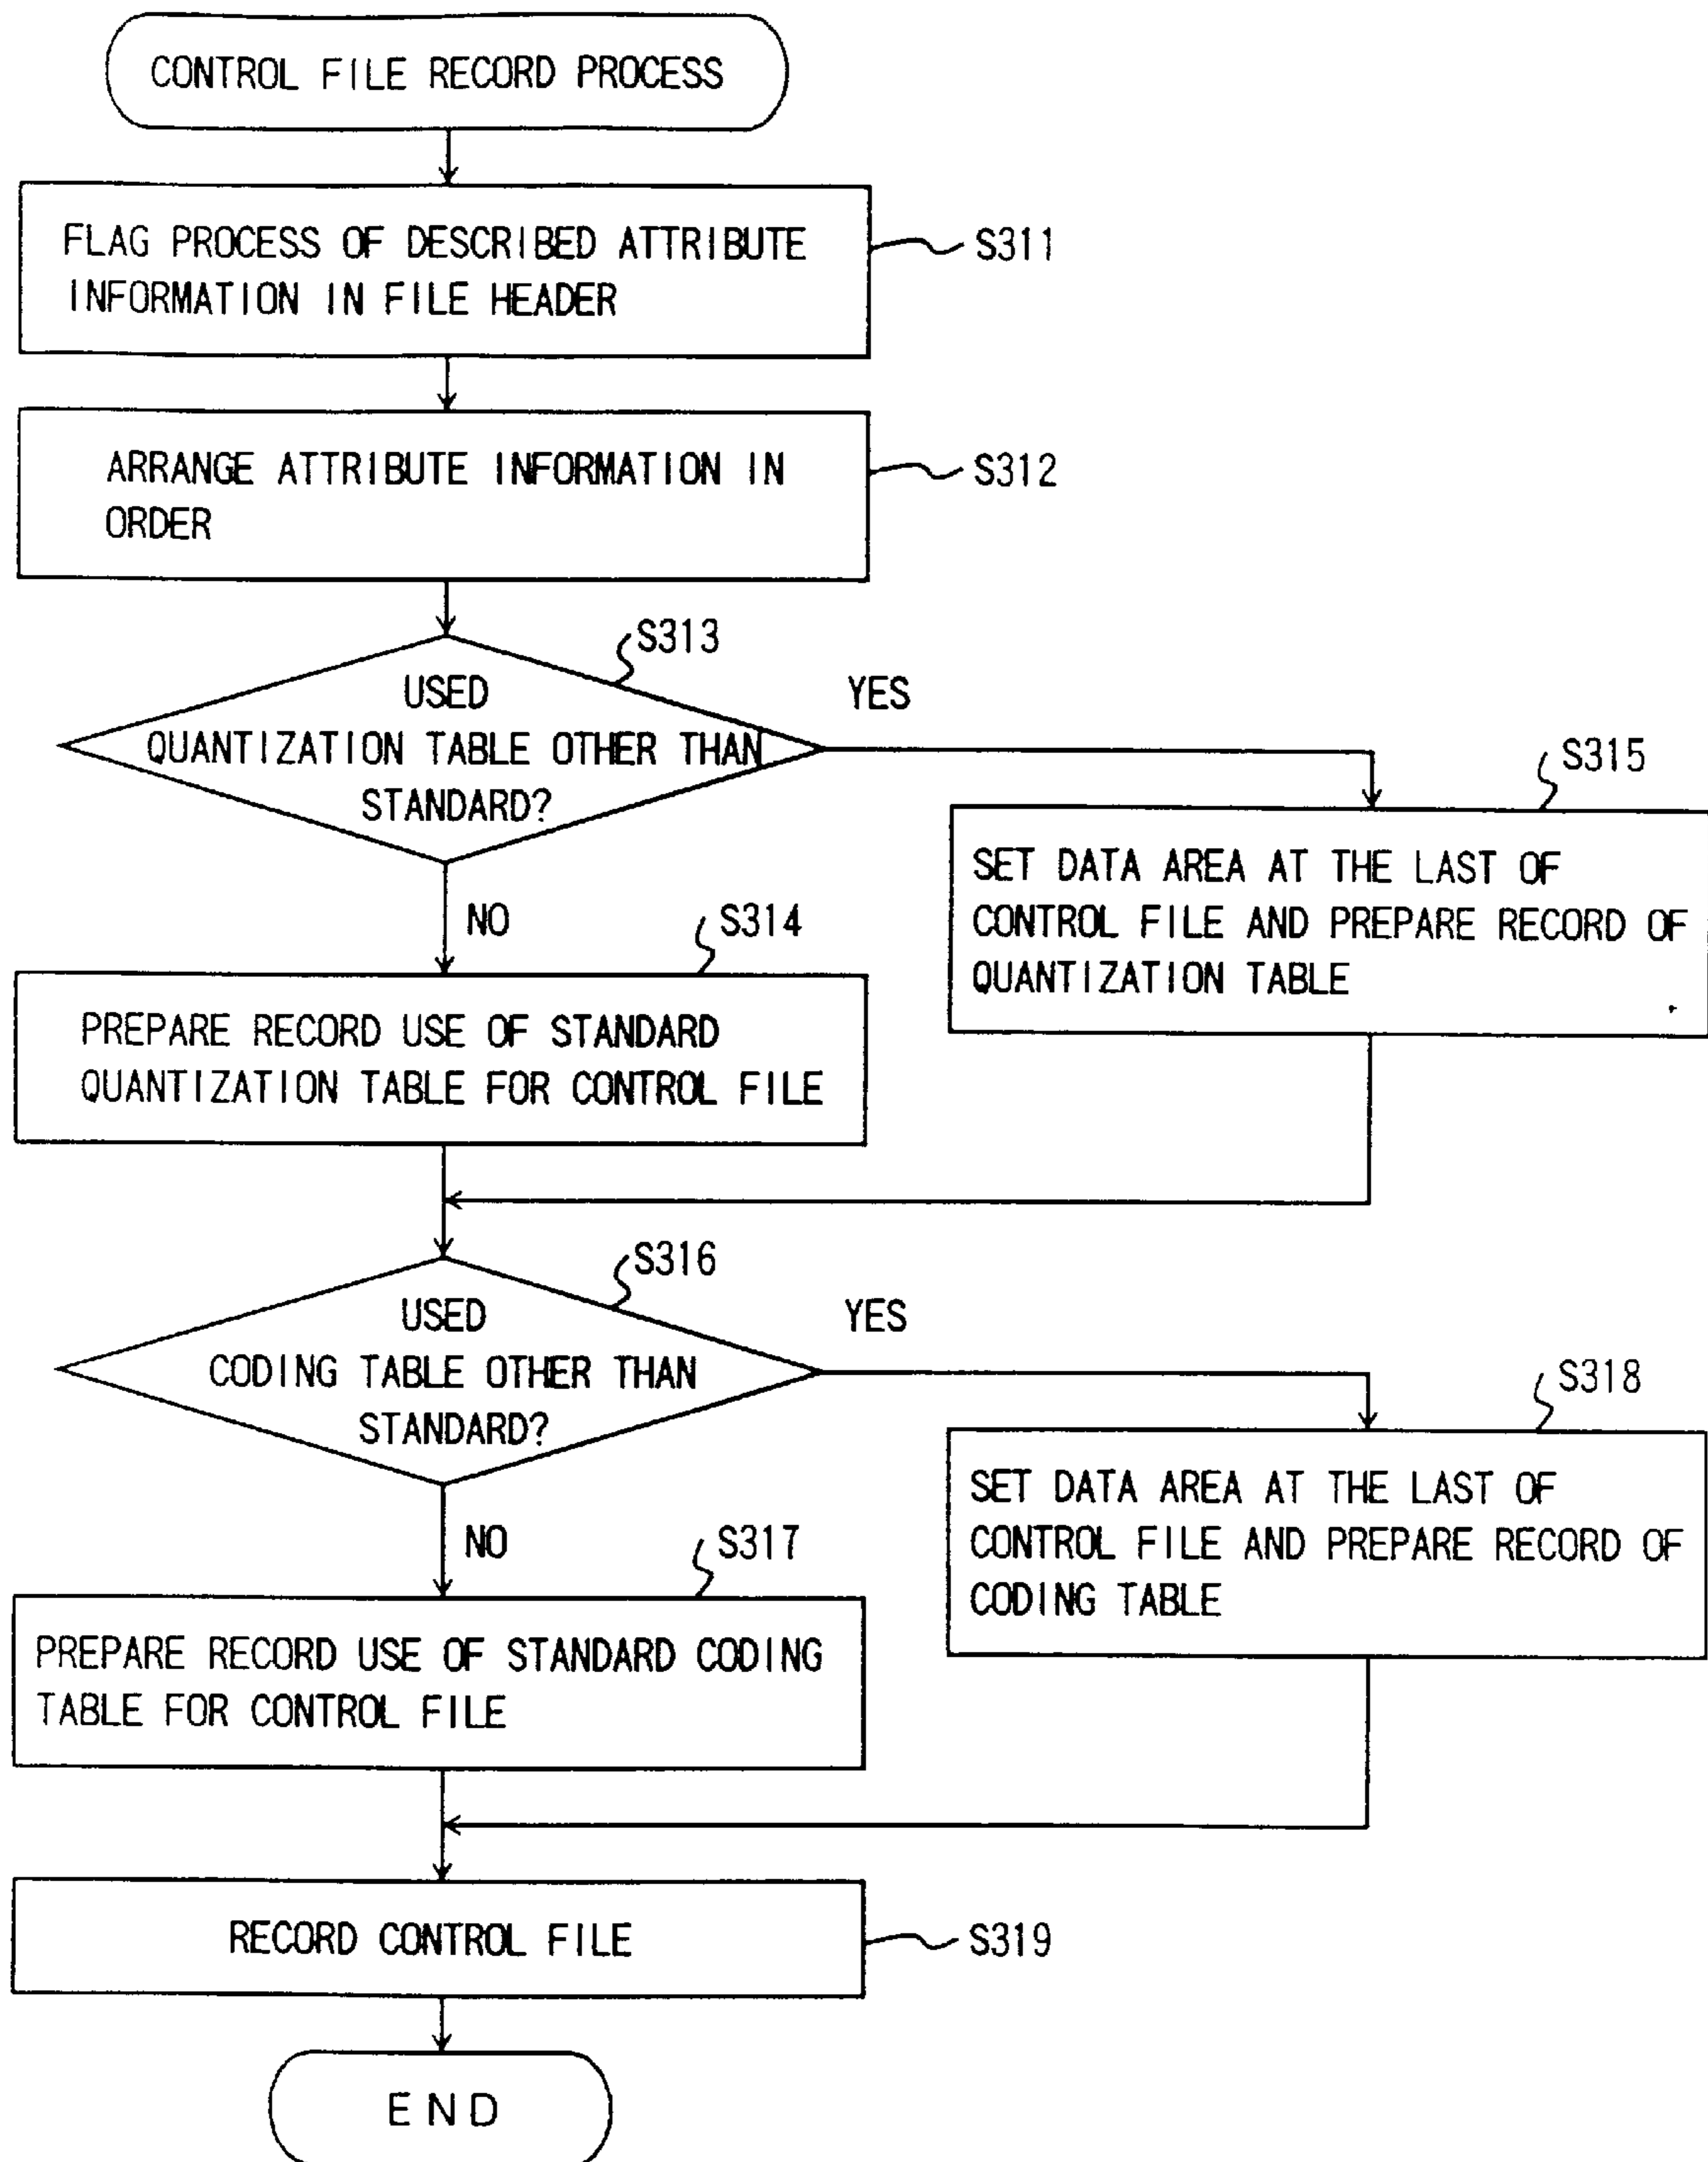 CONTROL FILE RECORD PROCESS
FLAG PROCESS OF DESCRIBED ATTRIBUTE
INFORMATION IN FILE HEADER
S311
ARRANGE ATTRIBUTE INFORMATION IN
ORDER
S312
S313
USED
QUANTIZATION TABLE OTHER THAN
STANDARD?
YES
NO
S315
SET DATA AREA AT THE LAST OF
CONTROL FILE AND PREPARE RECORD OF
QUANTIZATION TABLE
S314
PREPARE RECORD USE OF STANDARD
QUANTIZATION TABLE FOR CONTROL FILE
S316
USED
CODING TABLE OTHER THAN
STANDARD?
YES
NO
S318
SET DATA AREA AT THE LAST OF
CONTROL FILE AND PREPARE RECORD OF
CODING TABLE
S317
PREPARE RECORD USE OF STANDARD CODING
TABLE FOR CONTROL FILE
RECORD CONTROL FILE
S319
END